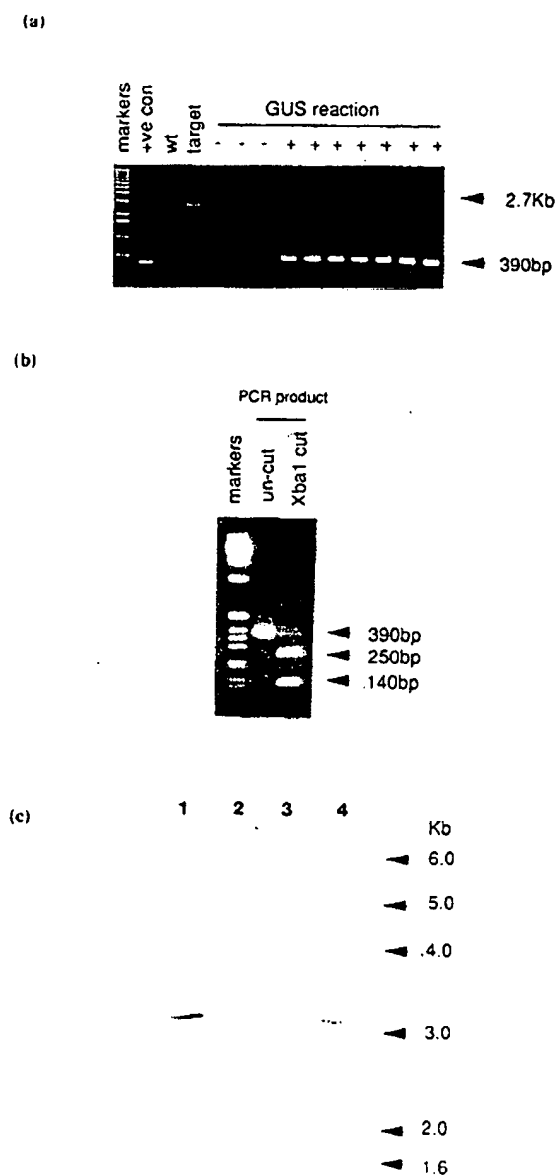 (a)
markers
+ve con
wt
target
GUS reaction
- - - + + + + + + +
2.7Kb
390bp
(b)
PCR product
markers
un-cut
Xba1 cut
390bp
250bp
.140bp
(c)
1 2 3 4
Kb
6.0
5.0
.4.0
3.0
2.0
1.6